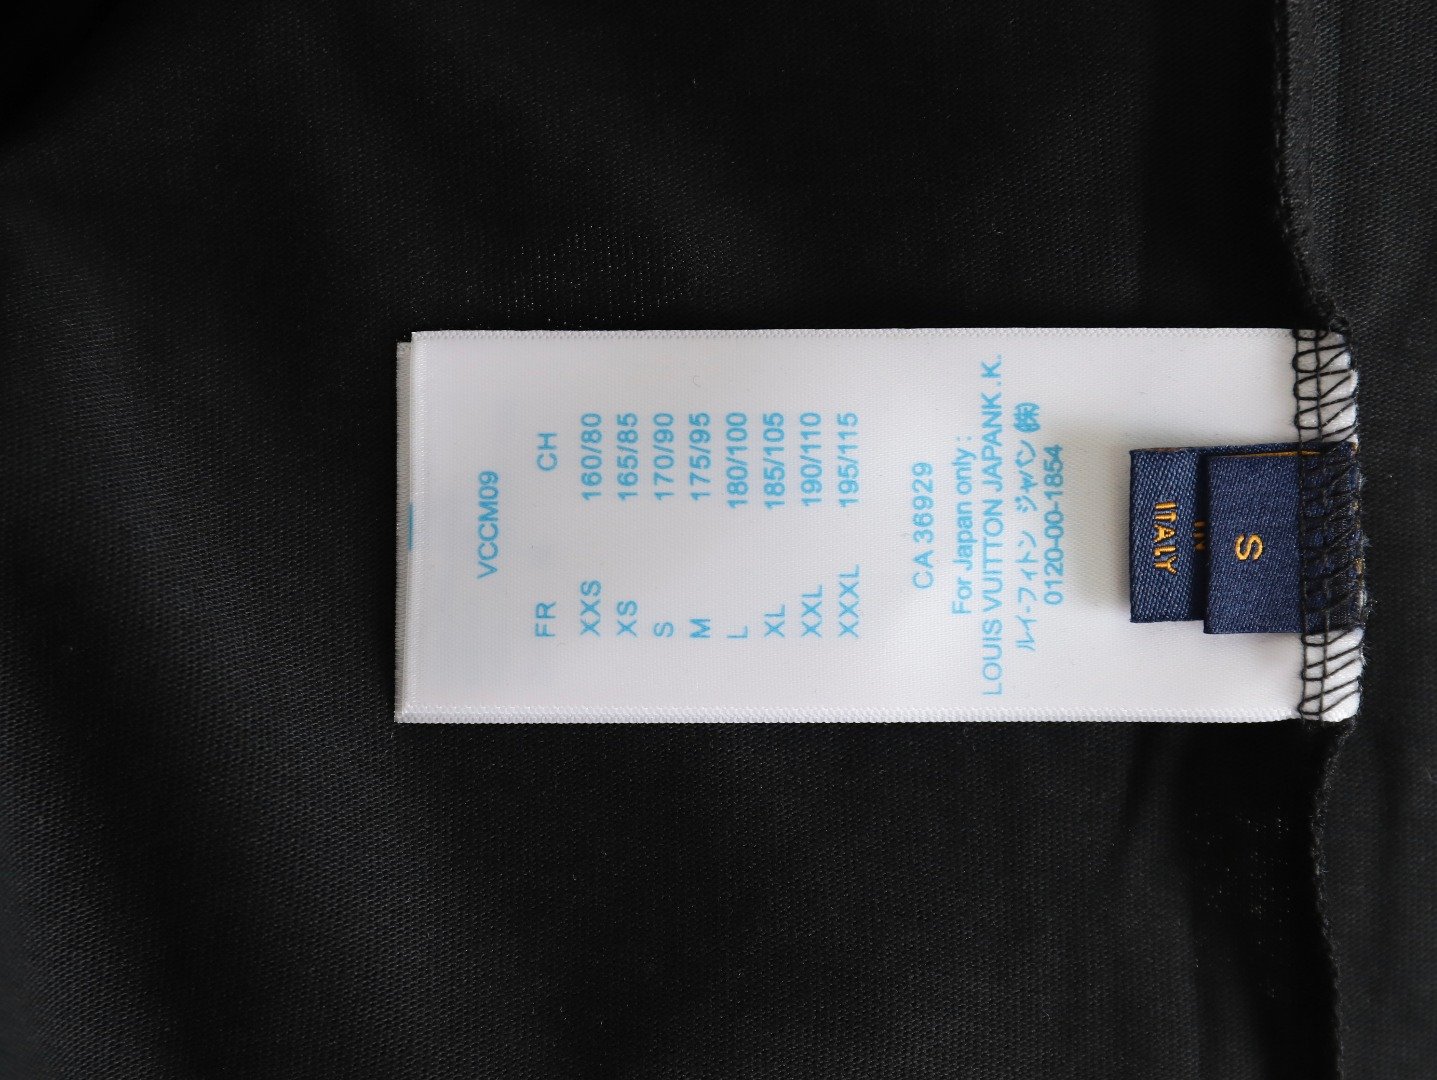 VCCM09
FR CH
XXS 160/80
XS 165/85
S 170/90
M 175/95
L 180/100
XL 185/105
XXL 190/110
XXXL 195/115
CA 36929
For Japan only :
LOUIS VUITTON JAPANK.K.
ルイ-フィトン ジャパン ㈱
0120-00-1854
ITALY
S